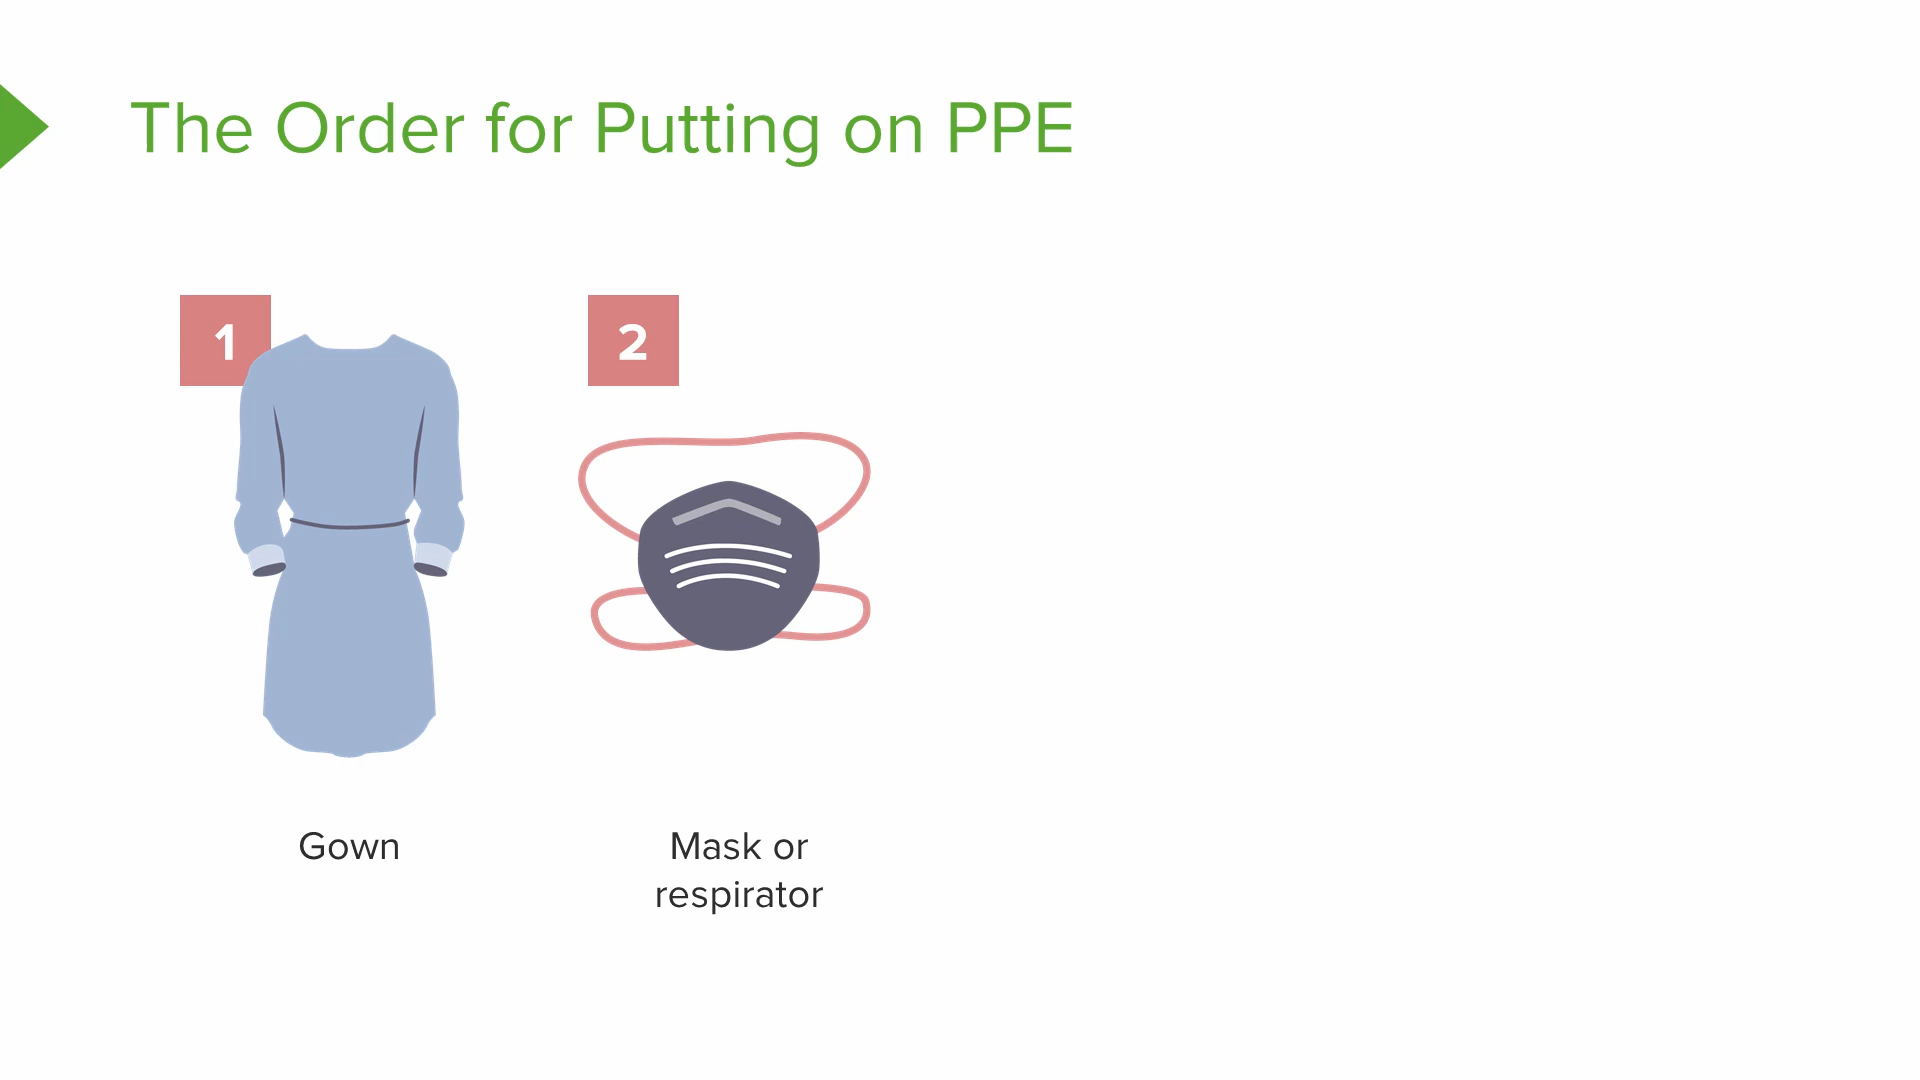 The Order for Putting on PPE
1
2
Gown
Mask or
respirator